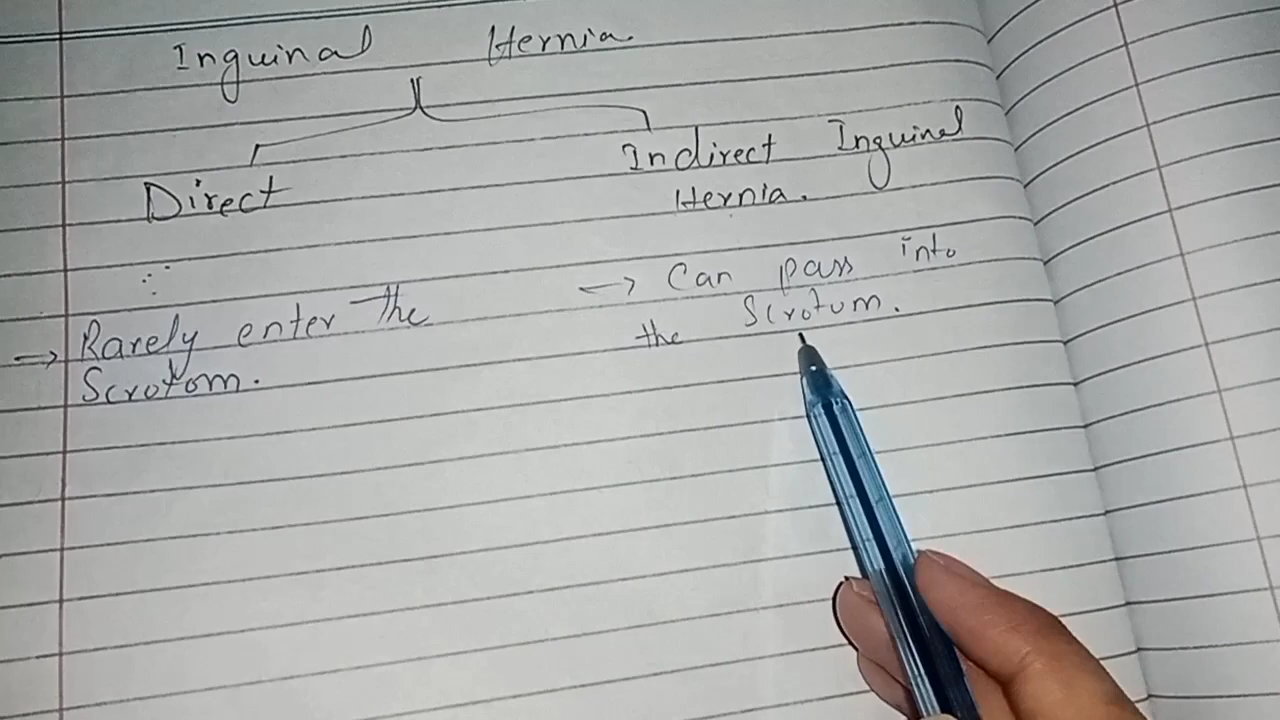 Inguinal Hernia.
Direct
Indirect Inguinal
Hernia.
→ Rarely enter the
Scrotom.
→ Can pass into
the Scrotum.